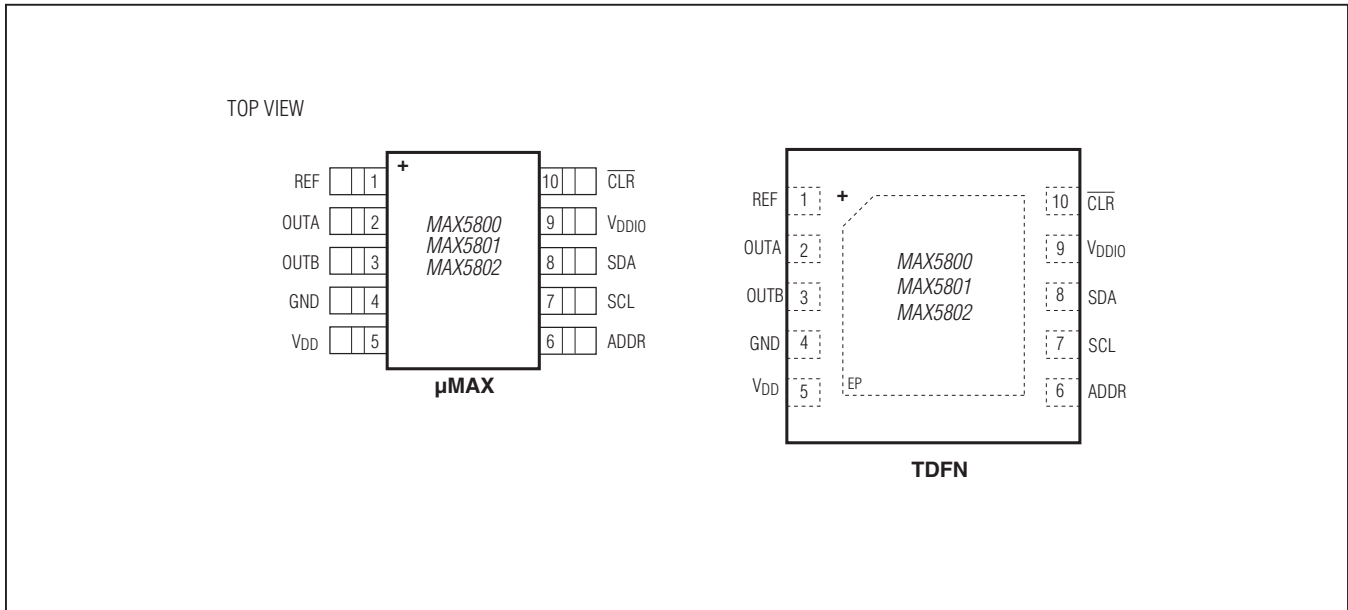 TOP VIEW
REF 1 + 10 CLR
OUTA 2 MAX5800 9 VDDIO
MAX5801
OUTB 3 MAX5802 8 SDA
GND 4 7 SCL
VDD 5 6 ADDR
µMAX
REF 1 + 10 CLR
OUTA 2 9 VDDIO
MAX5800
OUTB 3 MAX5801 8 SDA
MAX5802
GND 4 7 SCL
VDD 5 EP 6 ADDR
TDFN